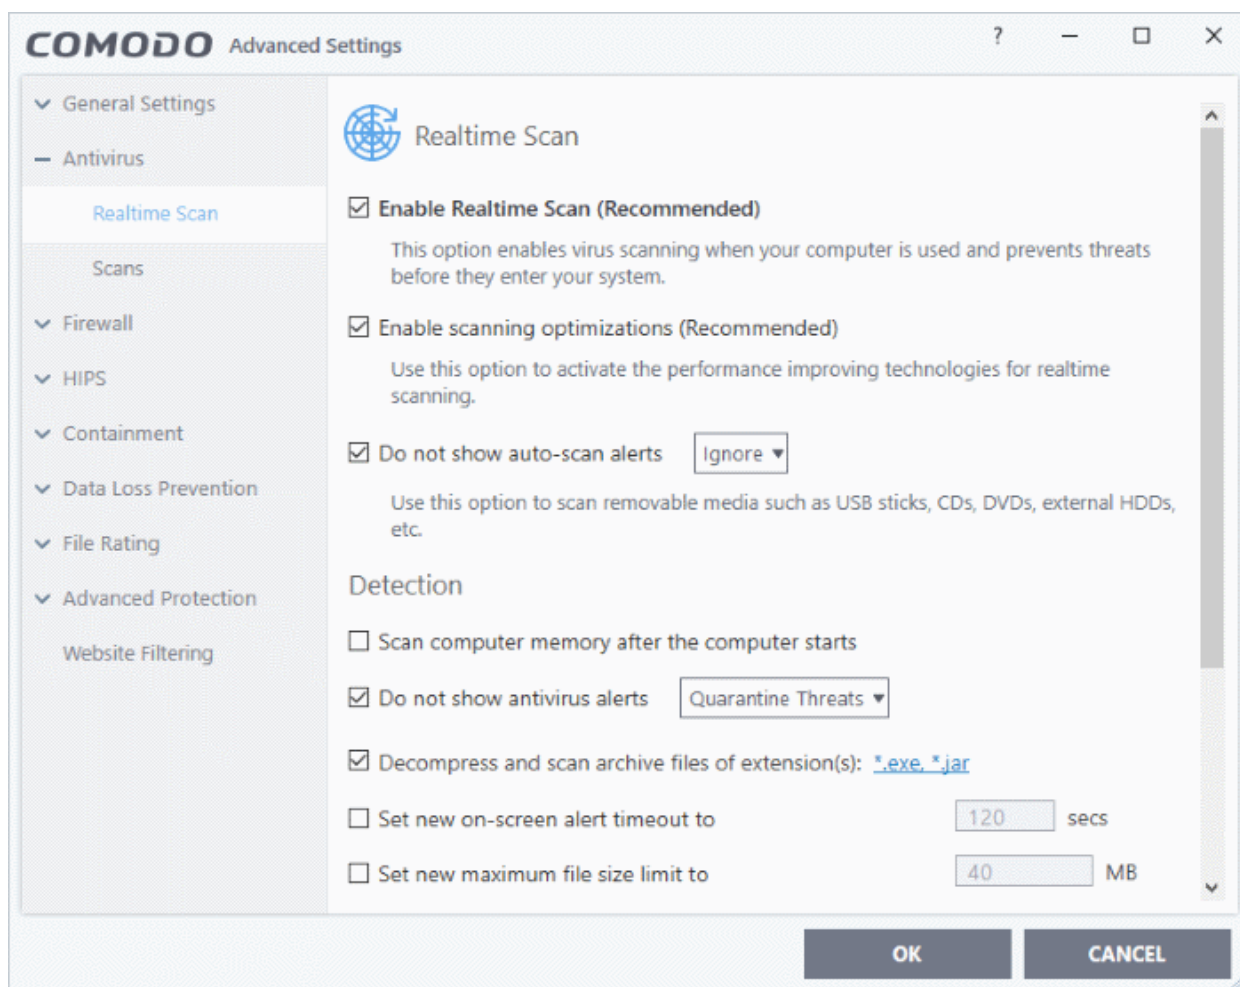 COMODO Advanced Settings ?
General Settings
Antivirus
Realtime Scan
Scans
Firewall
HIPS
Containment
Data Loss Prevention
File Rating
Advanced Protection
Website Filtering
Realtime Scan
Enable Realtime Scan (Recommended)
This option enables virus scanning when your computer is used and prevents threats
before they enter your system.
Enable scanning optimizations (Recommended)
Use this option to activate the performance improving technologies for realtime
scanning.
Do not show auto-scan alerts Ignore
Use this option to scan removable media such as USB sticks, CDs, DVDs, external HDDs,
etc.
Detection
Scan computer memory after the computer starts
Do not show antivirus alerts Quarantine Threats
Decompress and scan archive files of extension(s): *.exe, *.jar
Set new on-screen alert timeout to 120 secs
Set new maximum file size limit to 40 MB
OK CANCEL